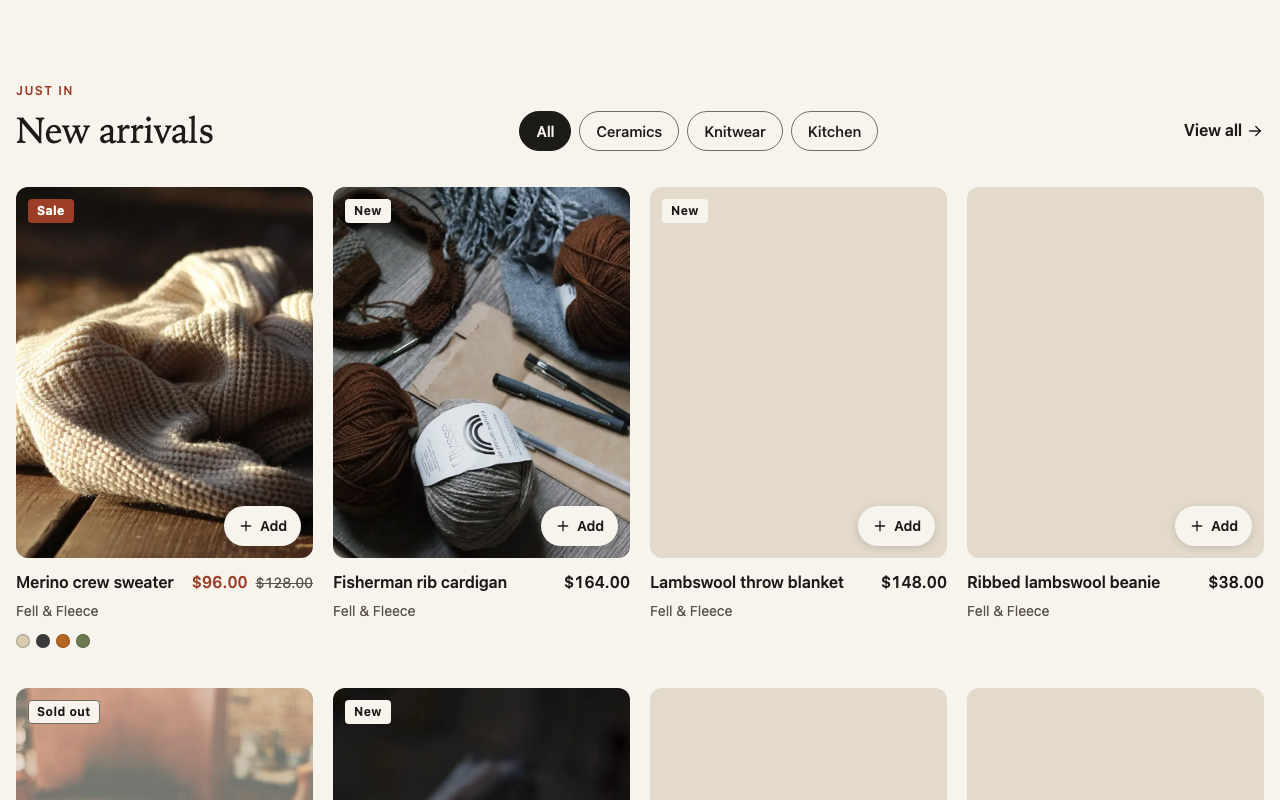 JUST IN
New arrivals
All
Ceramics
Knitwear
Kitchen
View all →
Sale
New
New
+ Add
+ Add
+ Add
+ Add
Merino crew sweater $96.00 $128.00
Fell & Fleece
Fisherman rib cardigan $164.00
Fell & Fleece
Lambswool throw blanket $148.00
Fell & Fleece
Ribbed lambswool beanie $38.00
Fell & Fleece
Sold out
New